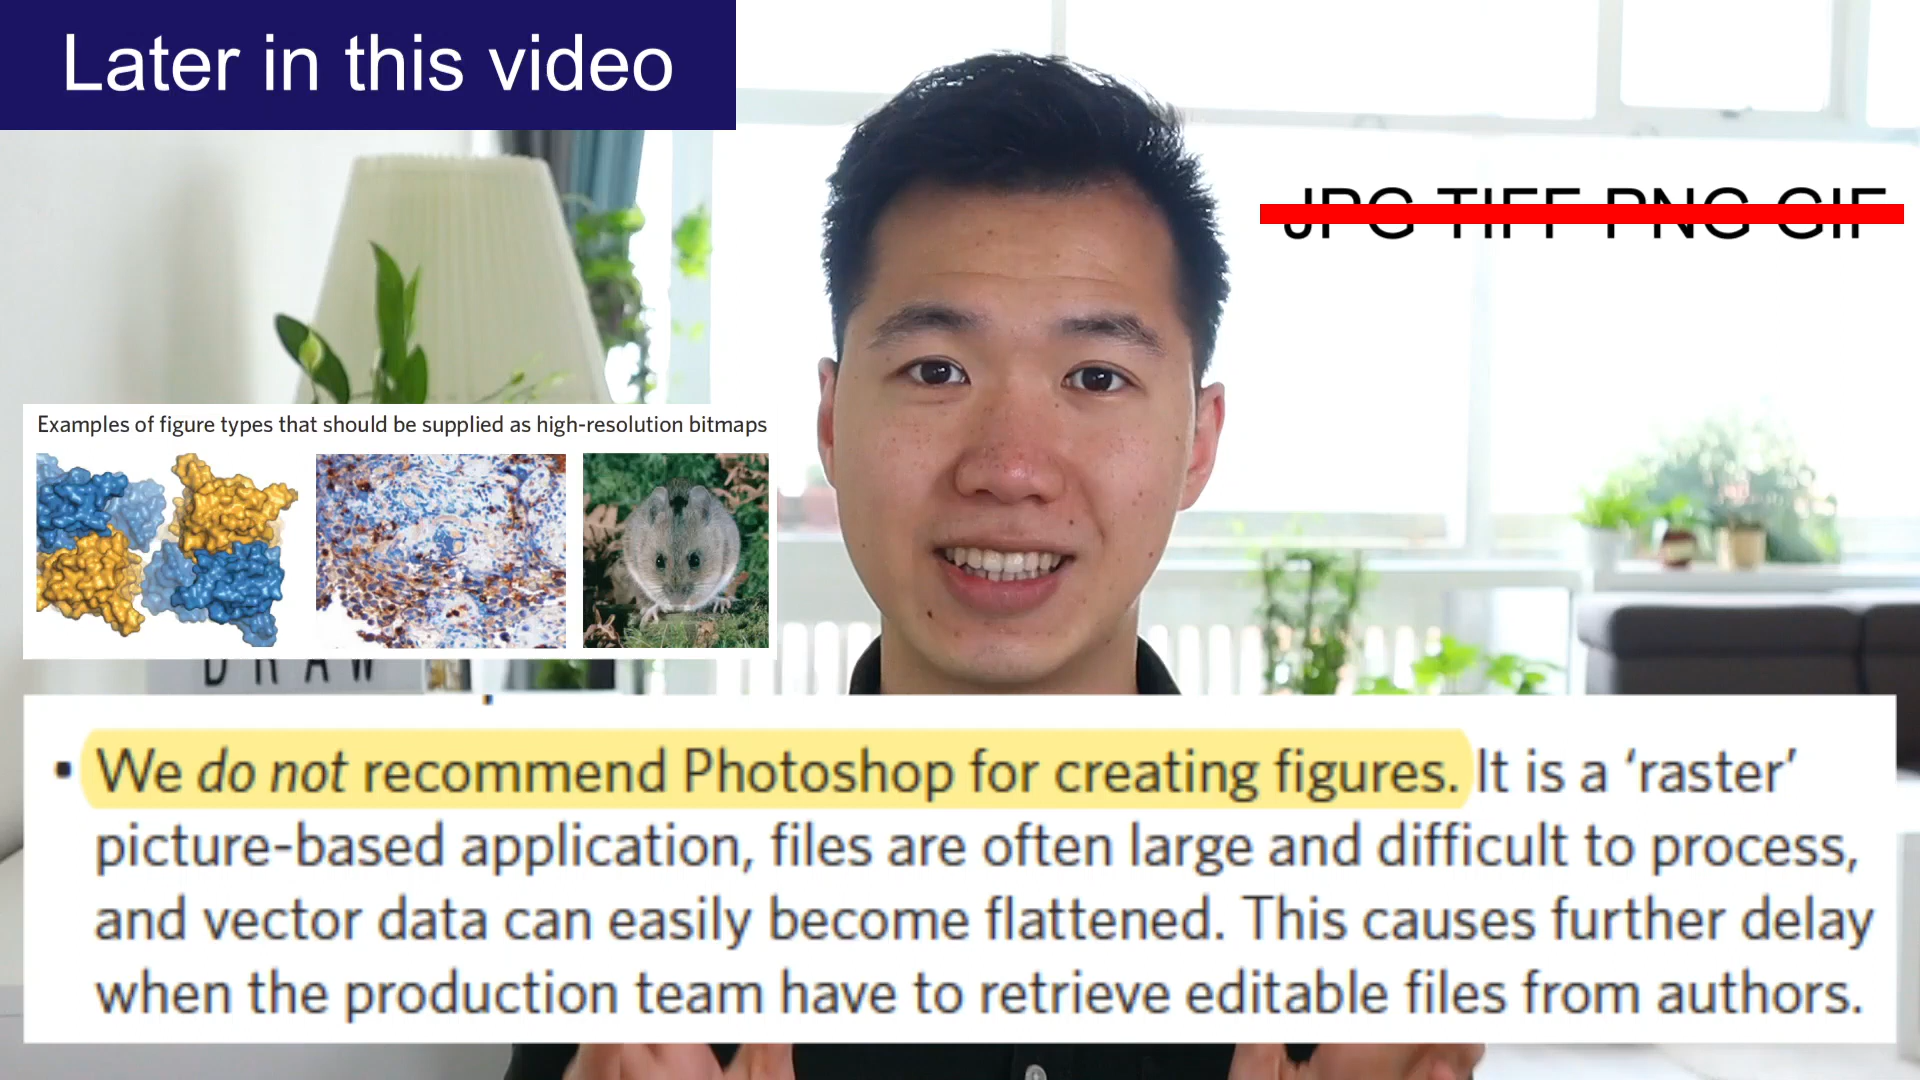 Later in this video
JPG TIFF PNG GIF
Examples of figure types that should be supplied as high-resolution bitmaps
DRAW
▪ We do not recommend Photoshop for creating figures. It is a ‘raster’
picture-based application, files are often large and difficult to process,
and vector data can easily become flattened. This causes further delay
when the production team have to retrieve editable files from authors.